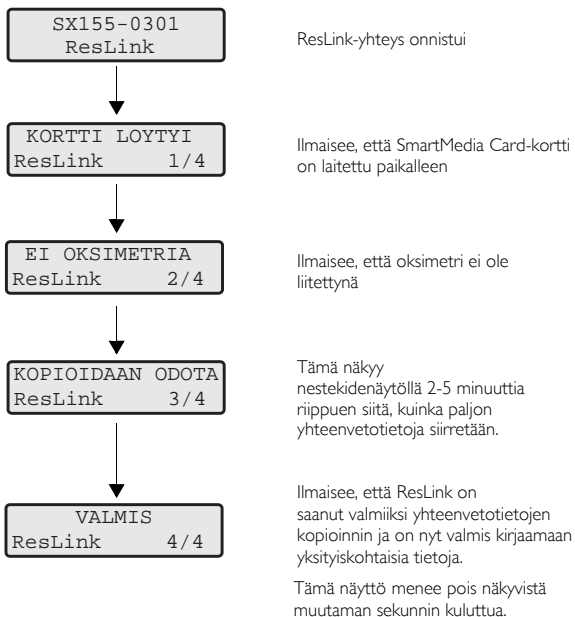 SX155-0301
ResLink
ResLink-yhteys onnistui
KORTTI LOYTYI
ResLink 1/4
Ilmaisee, että SmartMedia Card-kortti
on laitettu paikalleen
EI OKSIMETRIA
ResLink 2/4
Ilmaisee, että oksimetri ei ole
liitettynä
KOPIOIDAAN ODOTA
ResLink 3/4
Tämä näkyy
nestekidenäytöllä 2-5 minuuttia
riippuen siitä, kuinka paljon
yhteenvetotietoja siirretään.
VALMIS
ResLink 4/4
Ilmaisee, että ResLink on
saanut valmiiksi yhteenvetotietojen
kopioinnin ja on nyt valmis kirjaamaan
yksityiskohtaisia tietoja.
Tämä näyttö menee pois näkyvistä
muutaman sekunnin kuluttua.